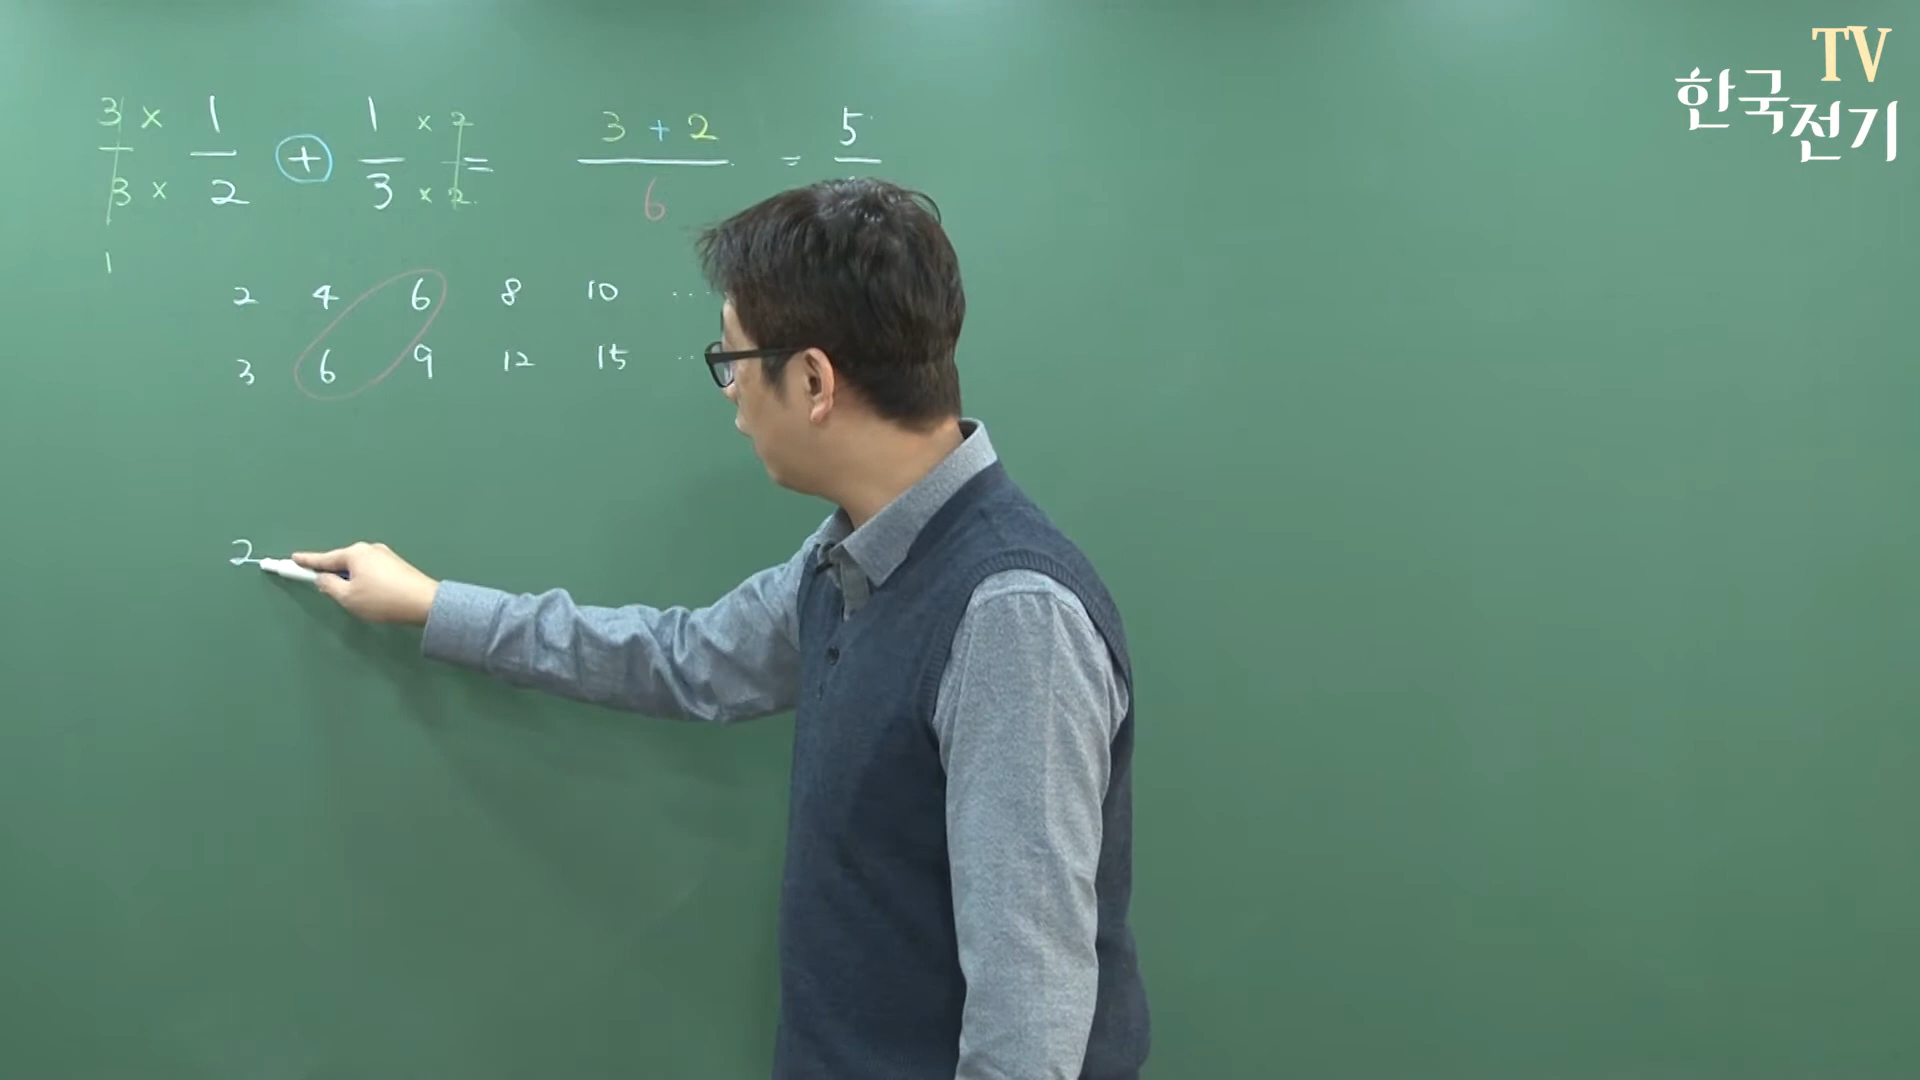 TV
한국전기
3 × 1 + 1 × 2 = 3 + 2 = 5
3 × 2 3 × 2 6
1
2 4 6 8 10 ...
3 6 9 12 15 ..
2